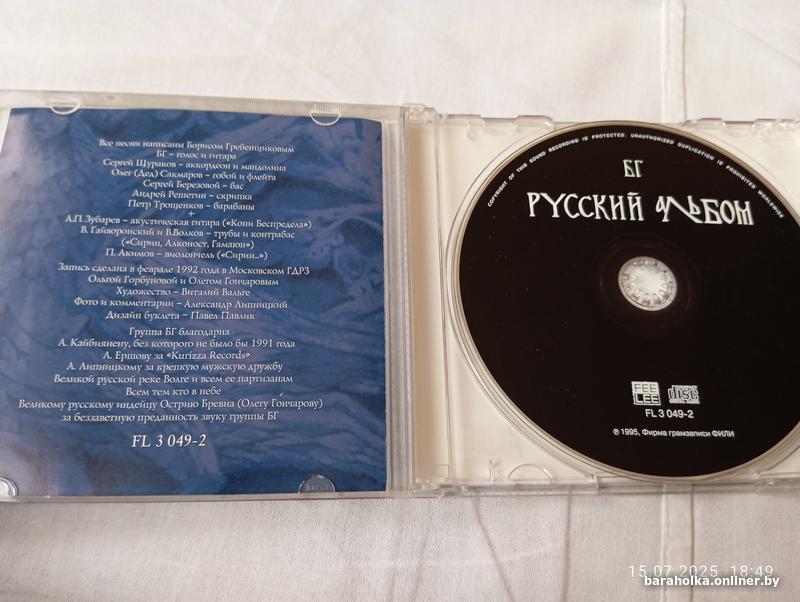 Все песни написаны Борисом Гребенщиковым
БГ – голос и гитара
Сергей Щураков – аккордеон и мандолина
Олег (Дед) Сакмаров – гобой и флейта
Сергей Березовой – бас
Андрей Решетин – скрипка
Петр Трощенков – барабаны
+
А.П. Зубарев – акустическая гитара («Кони Беспредела»)
В. Гайворонский и В.Волков – трубы и контрабас
(«Сирин, Алконост, Гамаюн»)
П. Акимов – виолончель («Сирин..»)
Запись сделана в феврале 1992 года в Московском ГДРЗ
Ольгой Горбуновой и Олегом Гончаровым
Художество – Виталий Вальге
Фото и комментарии – Александр Липницкий
Дизайн буклета – Павел Павлик
Группа БГ благодарна
А. Кайбияйнену, без которого не было бы 1991 года
А. Ершову за «Kurizza Records»
А. Липницкому за крепкую мужскую дружбу
Великой русской реке Волге и всем ее партизанам
Всем тем кто в небе
Великому русскому индейцу Острию Бревна (Олегу Гончарову)
за беззаветную преданность звуку группы БГ
FL 3 049-2
COPYRIGHT OF THIS SOUND RECORDING IS PROTECTED. UNAUTHORIZED DUPLICATION IS PROHIBITED WORLDWIDE
БГ
РУССКИЙ АЛЬБОМ
FEE
LEE
disc
FL 3 049-2
℗ 1995, Фирма грамзаписи ФИЛИ
15.07.2025 18:49
baraholka.onliner.by